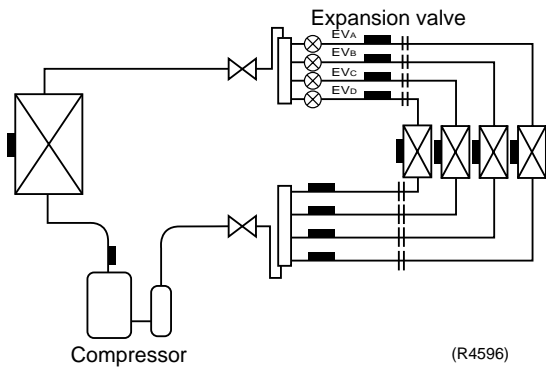 Expansion valve
EVA
EVB
EVC
EVD
Compressor
(R4596)